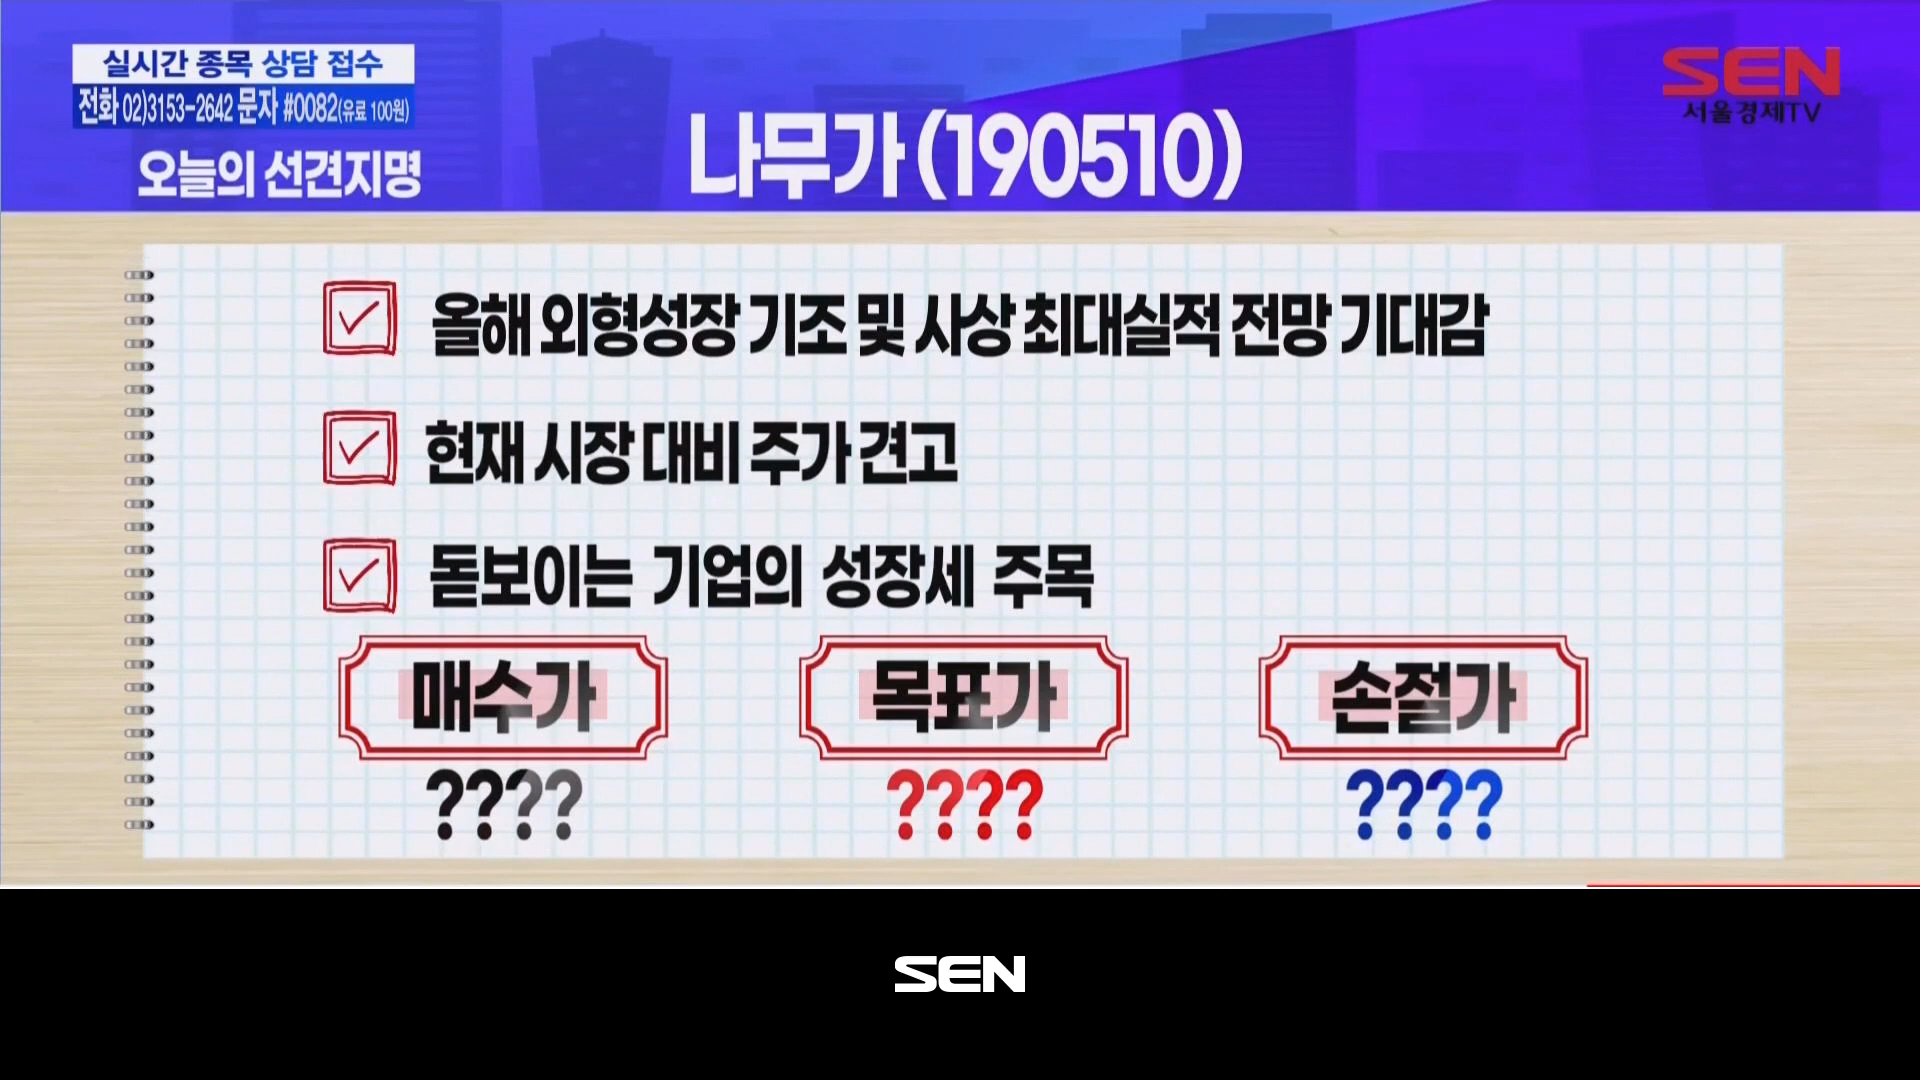 실시간 종목 상담 접수
전화 02)3153-2642 문자 #0082(유료 100원)
오늘의 선견지명
나무가(190510)
SEN
서울경제TV
올해 외형성장 기조 및 사상 최대실적 전망 기대감
현재 시장 대비 주가 견고
돋보이는 기업의 성장세 주목
매수가 목표가 손절가
???? ???? ????
SEN